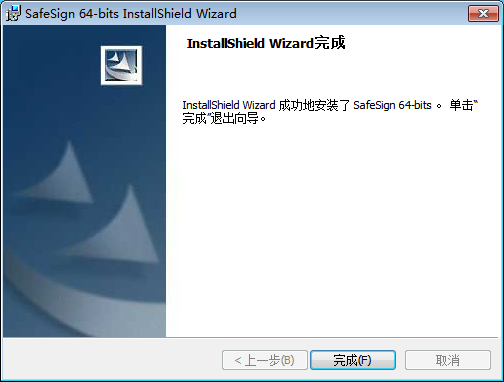 SafeSign 64-bits InstallShield Wizard
InstallShield Wizard完成
InstallShield Wizard 成功地安装了 SafeSign 64-bits 。 单击“
完成”退出向导。
< 上一步(B)
完成(F)
取消